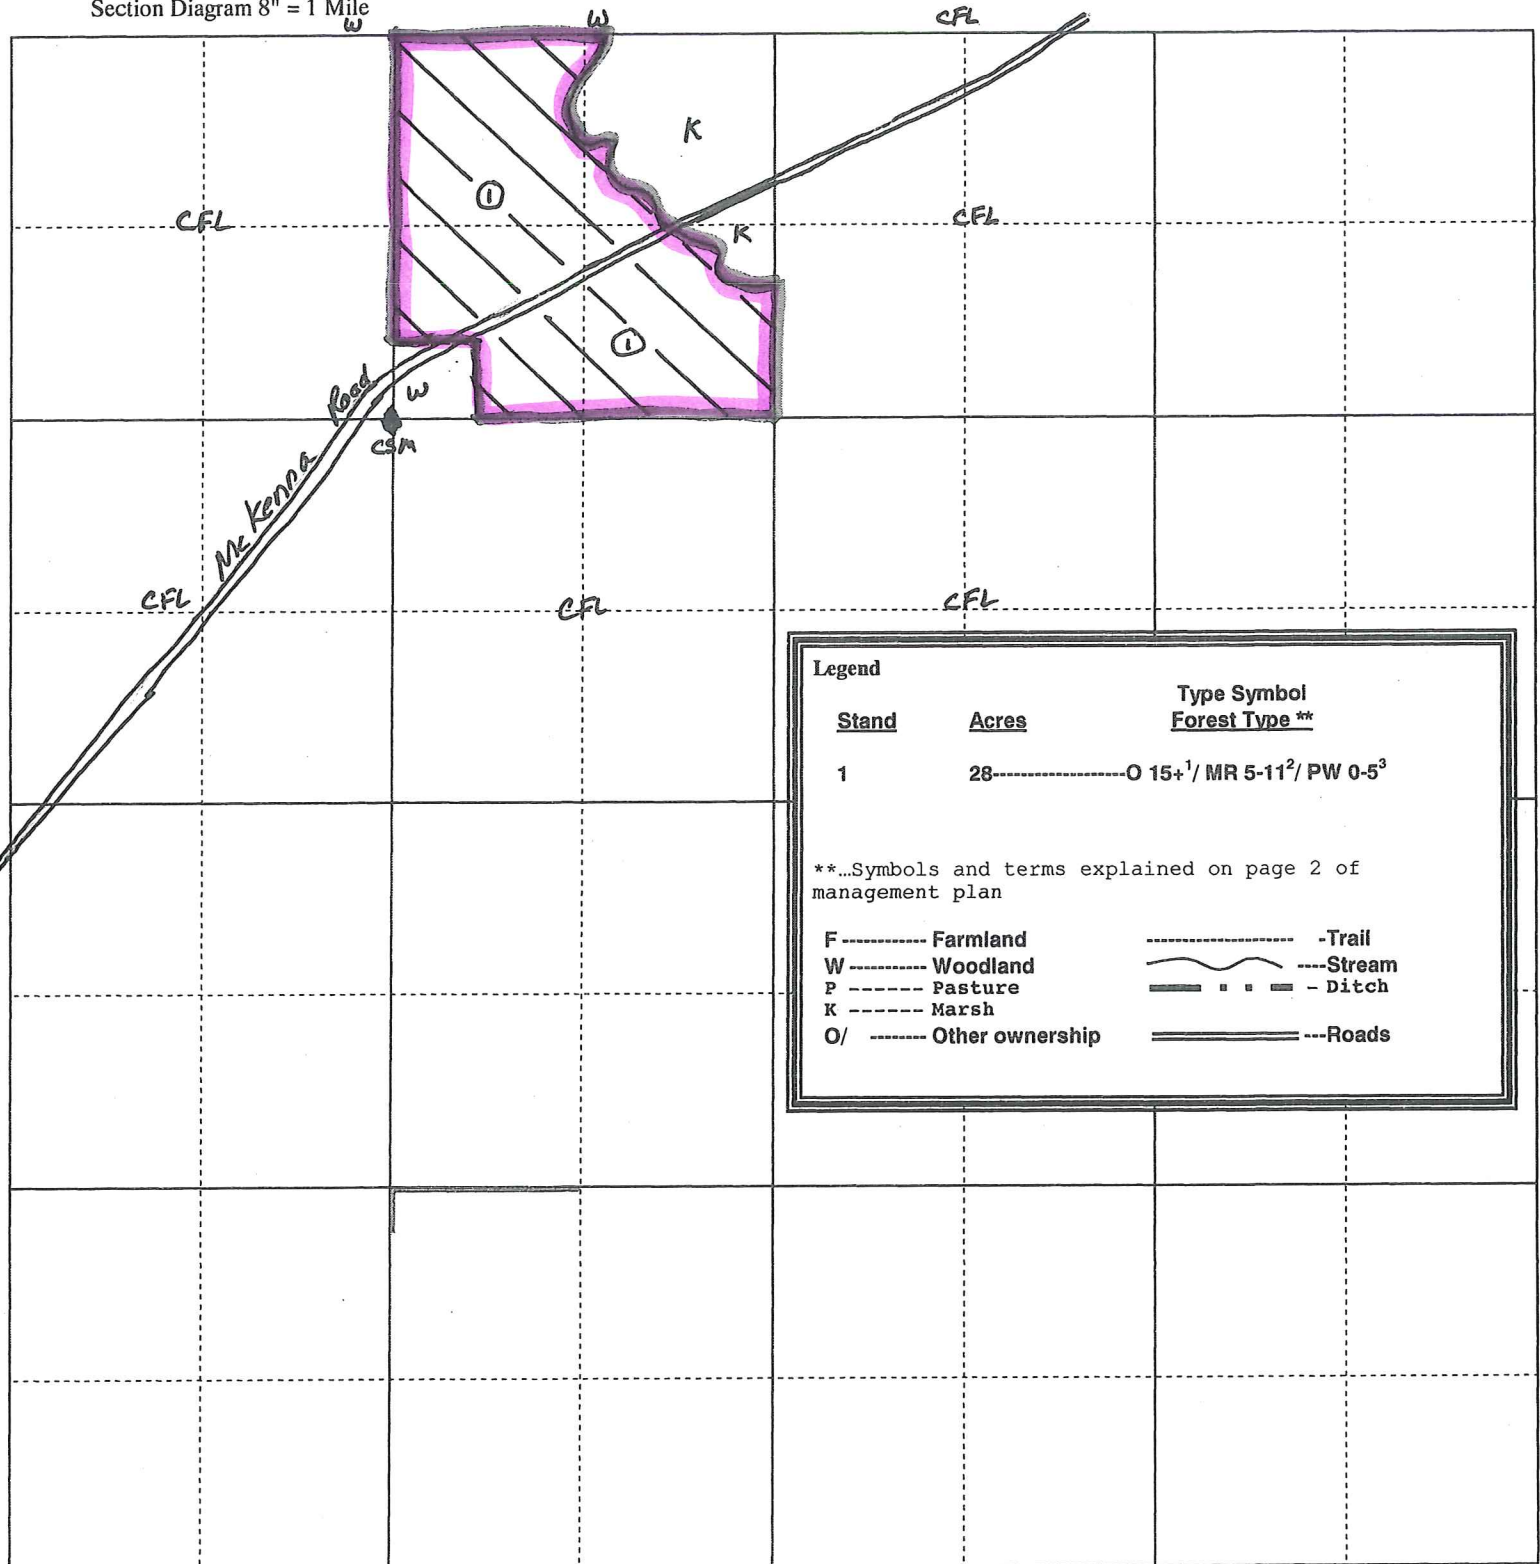 Section Diagram 8" = 1 Mile
W
W
CFL
K
①
CFL
K
CFL
①
Road
W
CSM
McKenna
CFL
CFL
CFL
Legend
Type Symbol
Stand Acres Forest Type **
1 28--------------------O 15+¹/ MR 5-11²/ PW 0-5³
**…Symbols and terms explained on page 2 of
management plan
F ------------ Farmland -Trail
W ----------- Woodland ----Stream
P ------ Pasture - Ditch
K ------- Marsh
O/ -------- Other ownership ---Roads